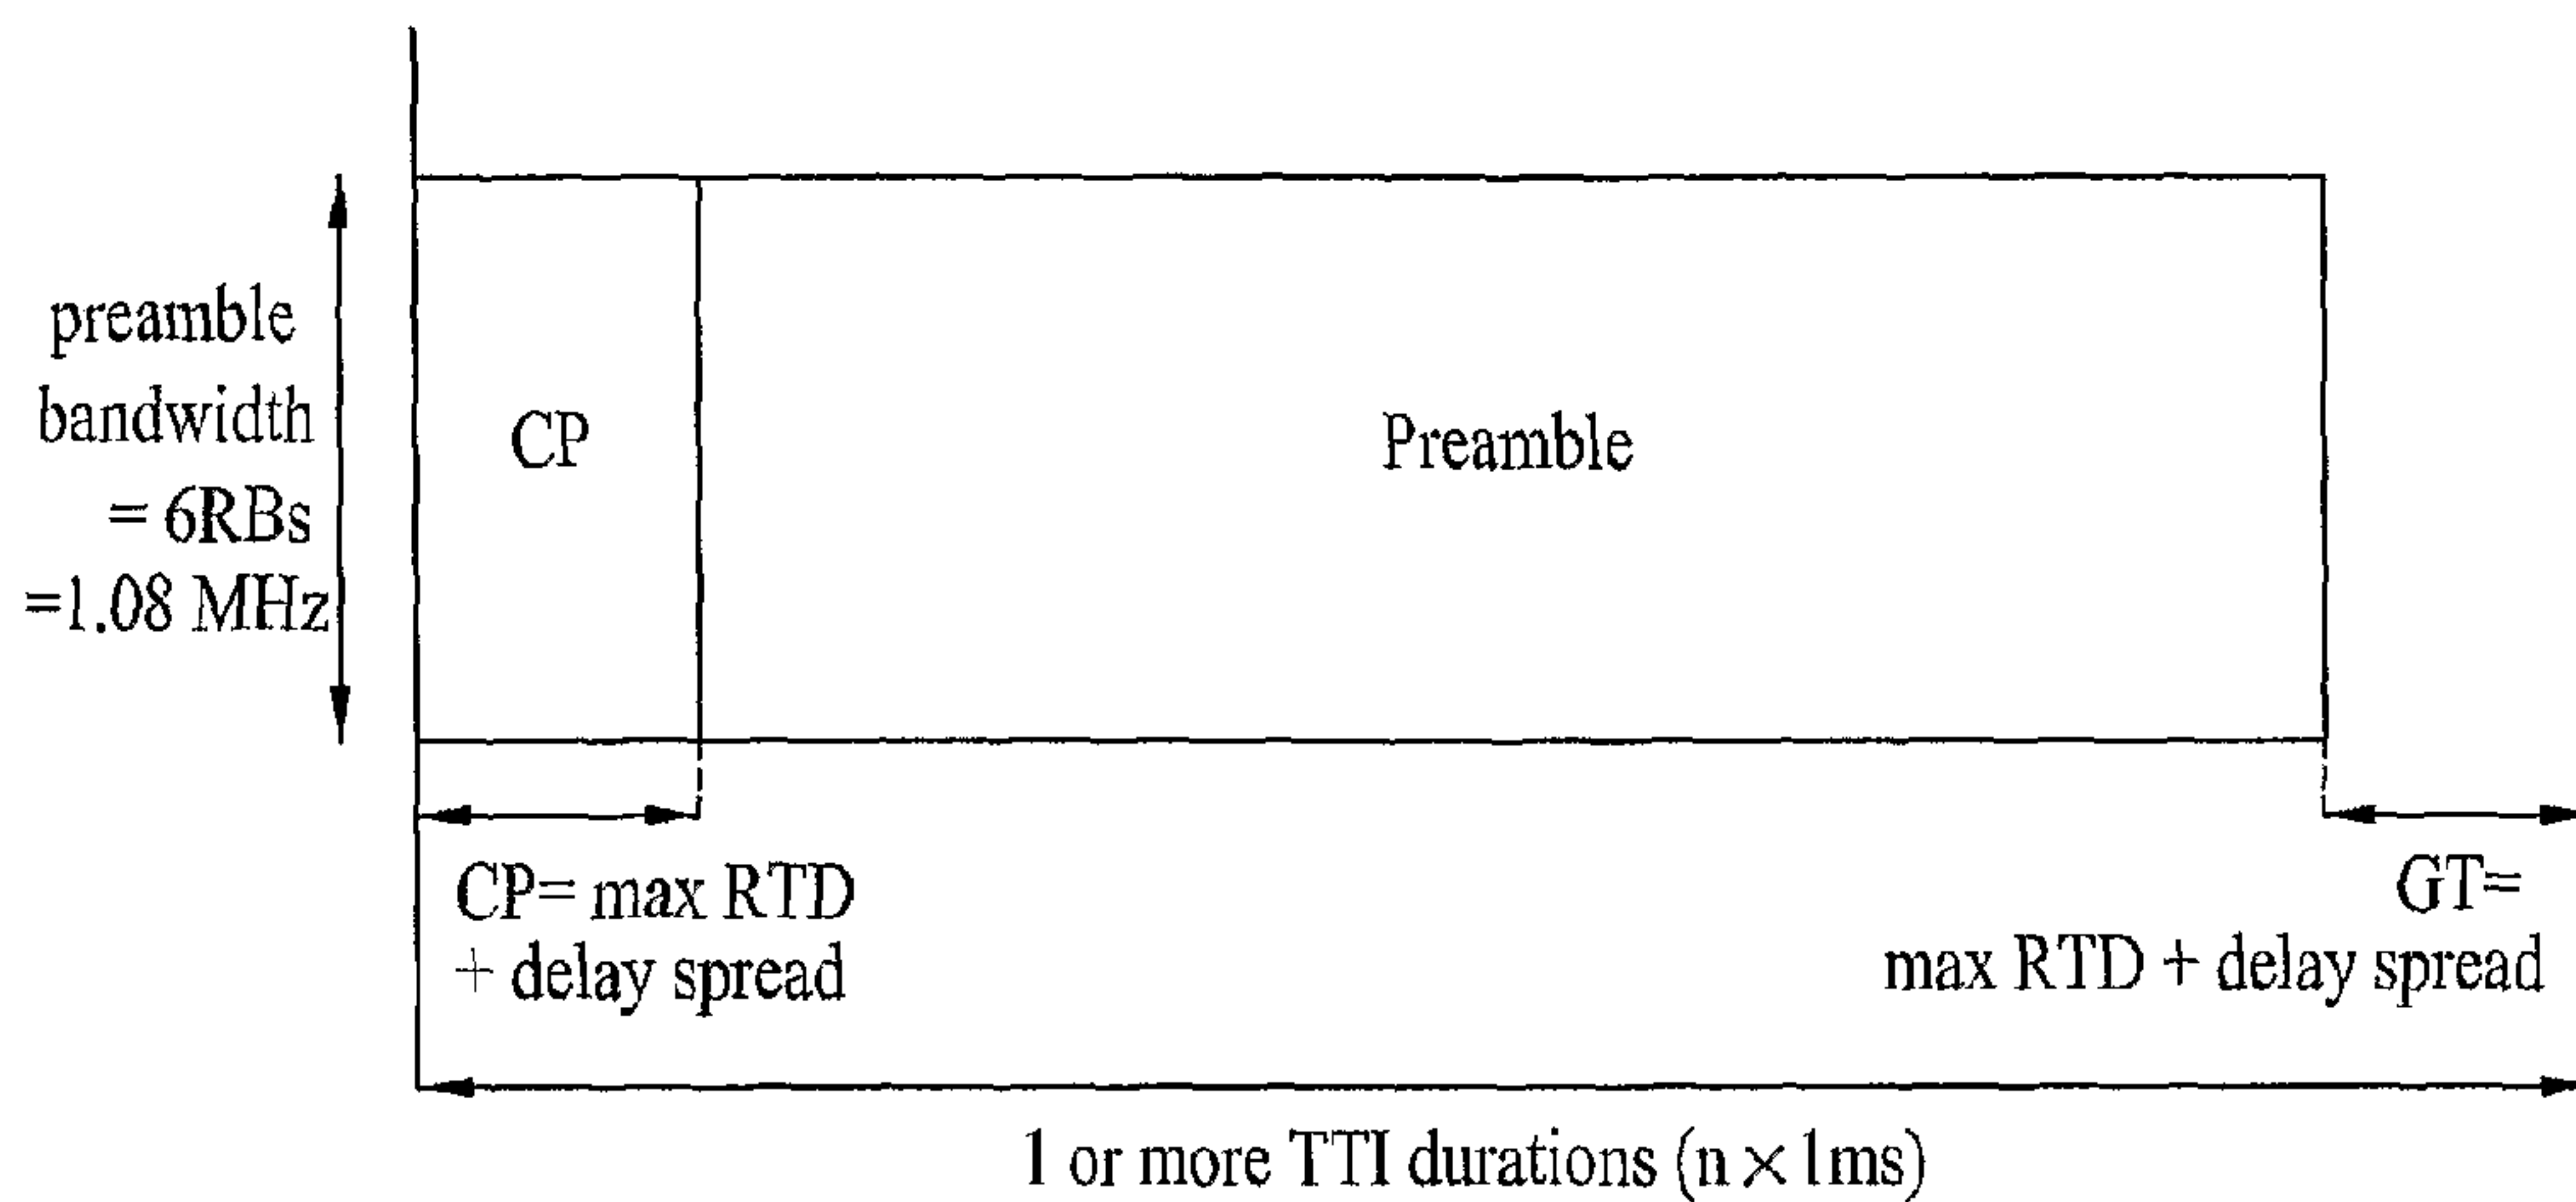 preamble
bandwidth
= 6RBs
=1.08 MHz
CP
Preamble
CP= max RTD
+ delay spread
GT=
max RTD + delay spread
1 or more TTI durations (n×1ms)